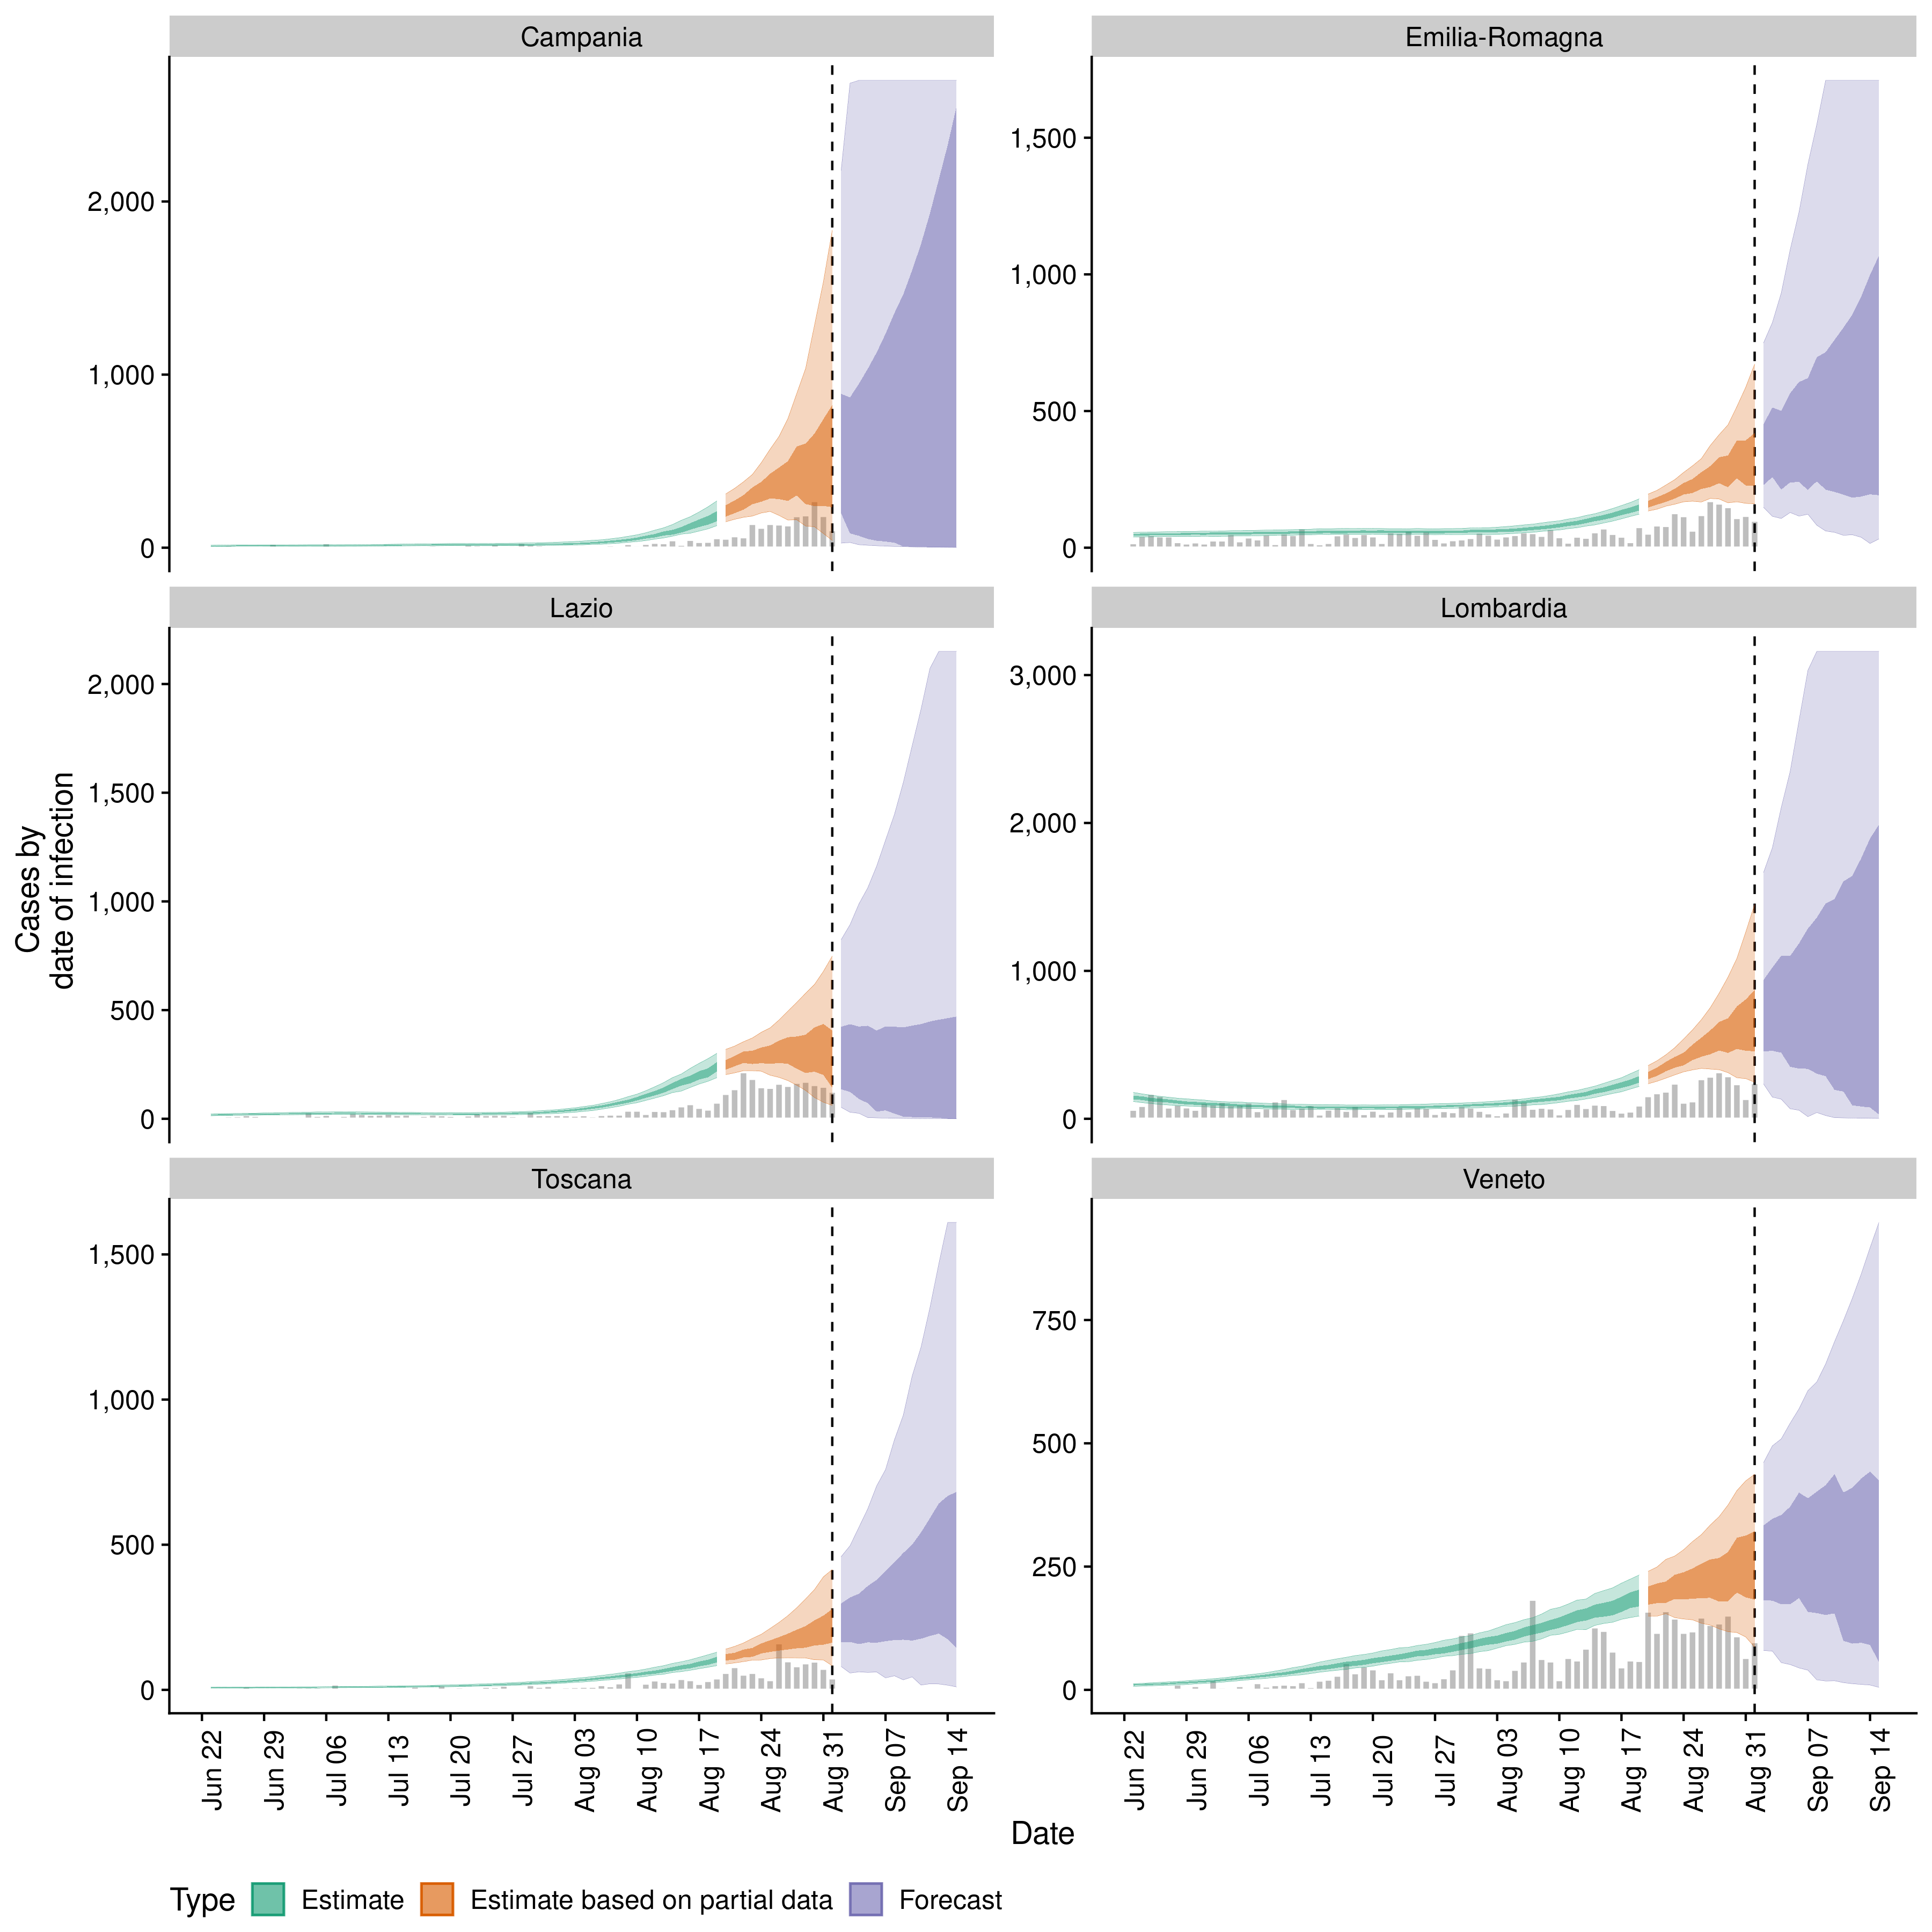 Campania
Emilia-Romagna
2,000
1,000
0
1,500
1,000
500
0
Lazio
Lombardia
2,000
1,500
1,000
500
0
3,000
2,000
1,000
0
Cases by
date of infection
Toscana
Veneto
1,500
1,000
500
0
750
500
250
0
Jun 22
Jun 29
Jul 06
Jul 13
Jul 20
Jul 27
Aug 03
Aug 10
Aug 17
Aug 24
Aug 31
Sep 07
Sep 14
Jun 22
Jun 29
Jul 06
Jul 13
Jul 20
Jul 27
Aug 03
Aug 10
Aug 17
Aug 24
Aug 31
Sep 07
Sep 14
Date
Type Estimate Estimate based on partial data Forecast